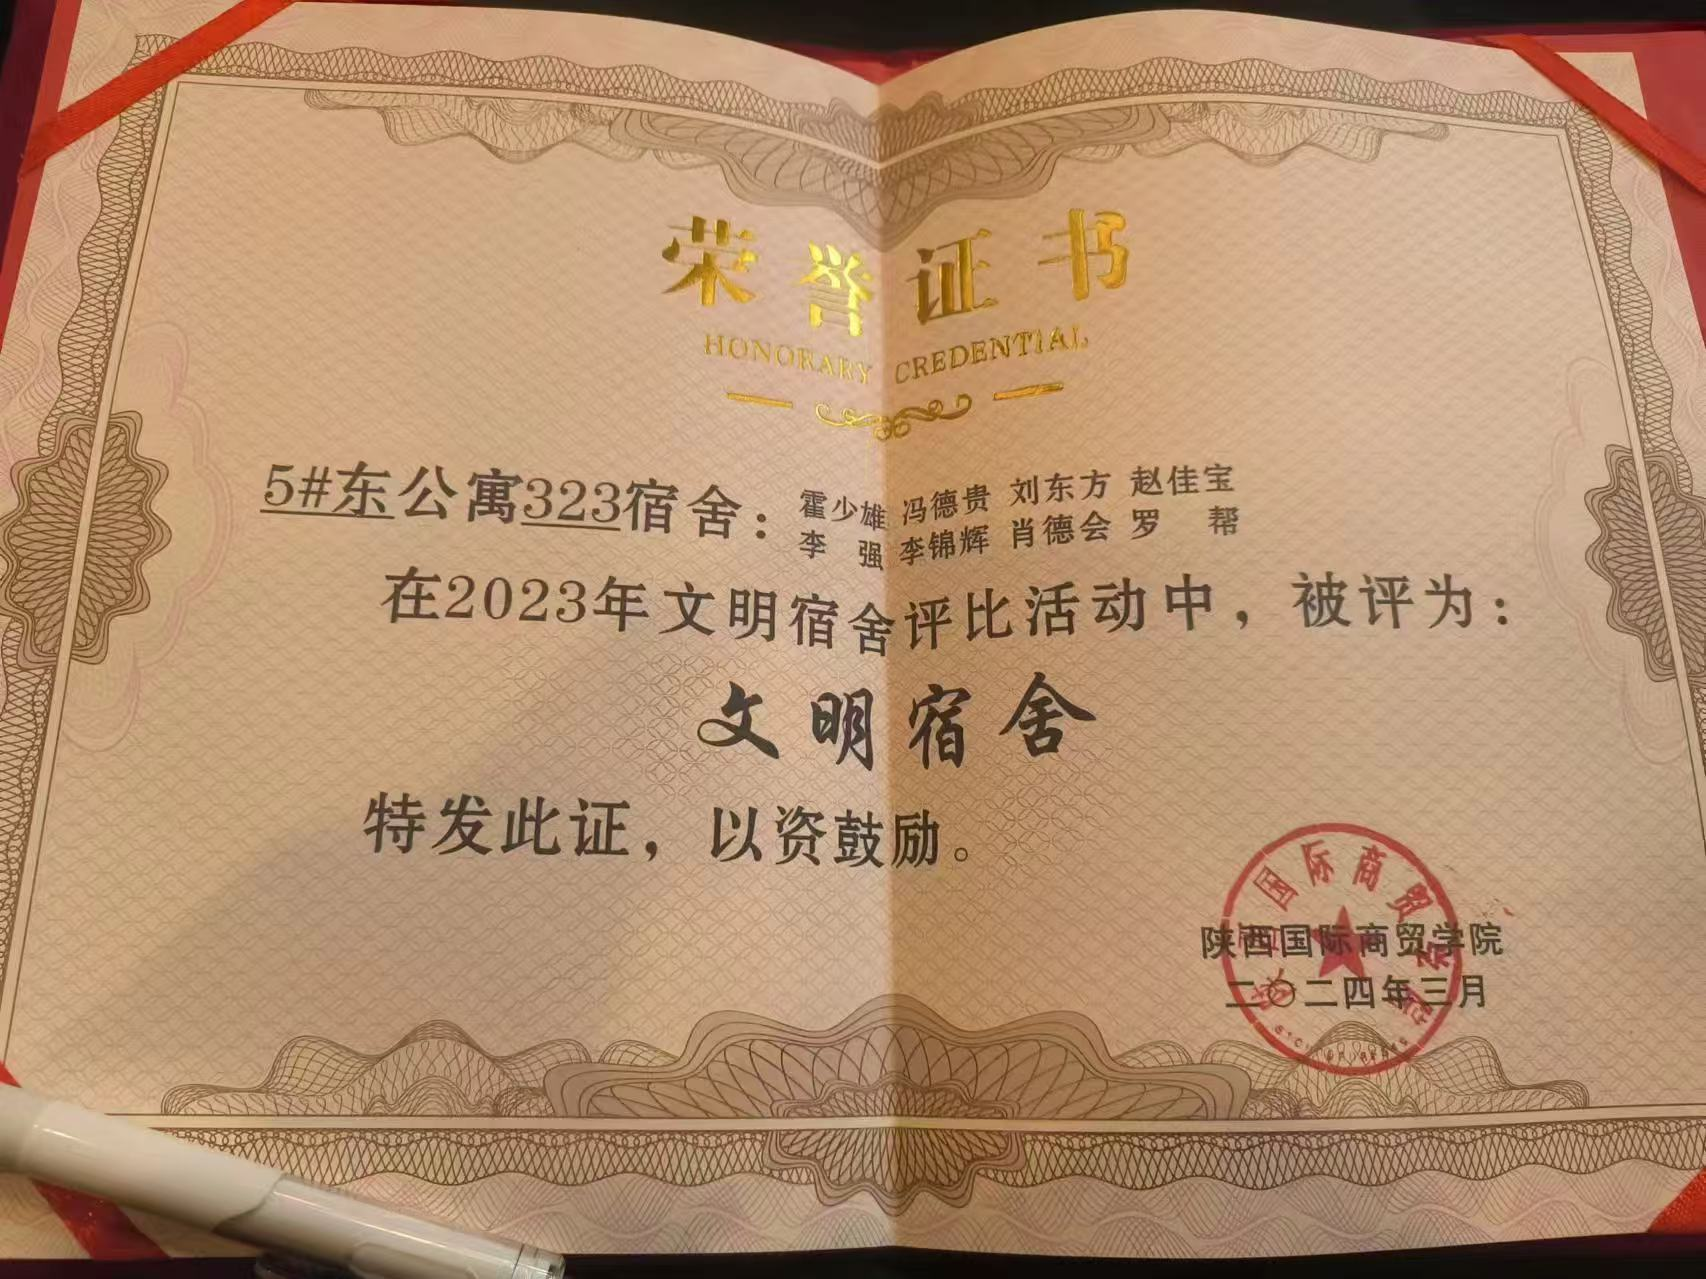 荣誉证书
HONORARY CREDENTIAL
5#东公寓323宿舍：
霍少雄 冯德贵 刘东方 赵佳宝
李 强 李锦辉 肖德会 罗 帮
在2023年文明宿舍评比活动中，被评为：
文明宿舍
特发此证，以资鼓励。
陕西国际商贸学院
二〇二四年三月
国际商贸